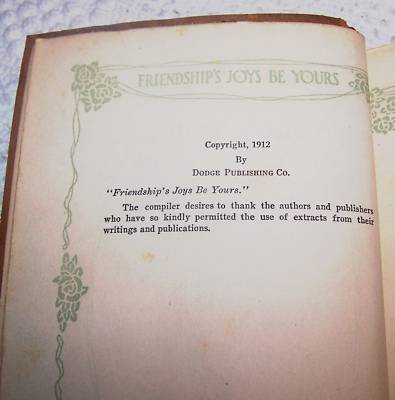 FRIENDSHIP'S JOYS BE YOURS
Copyright, 1912
By
DODGE PUBLISHING CO.
"Friendship's Joys Be Yours."
The compiler desires to thank the authors and publishers
who have so kindly permitted the use of extracts from their
writings and publications.